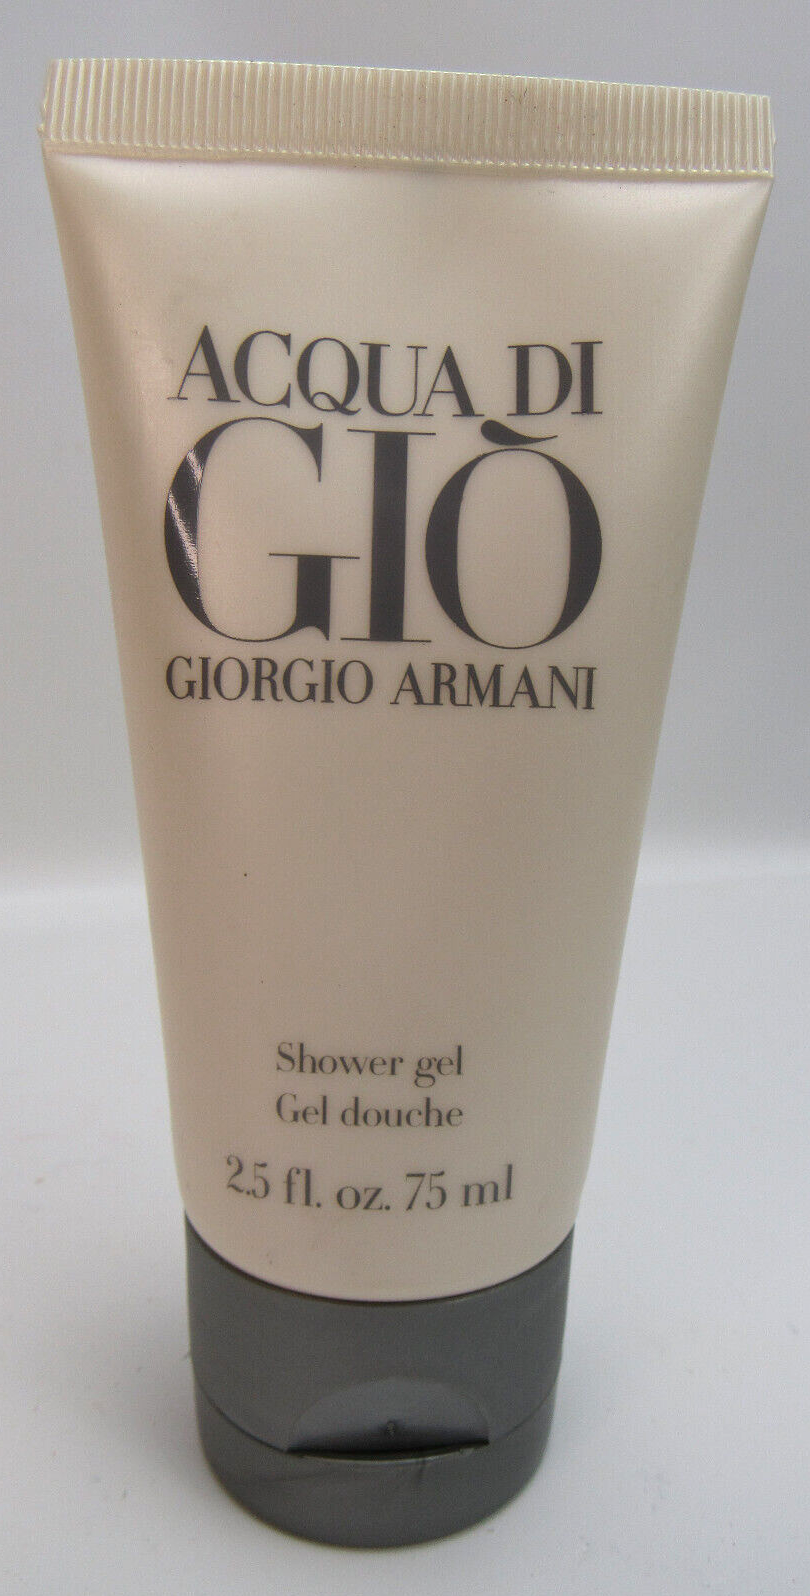 ACQUA DI
GIÒ
GIORGIO ARMANI
Shower gel
Gel douche
2.5 fl. oz. 75 ml